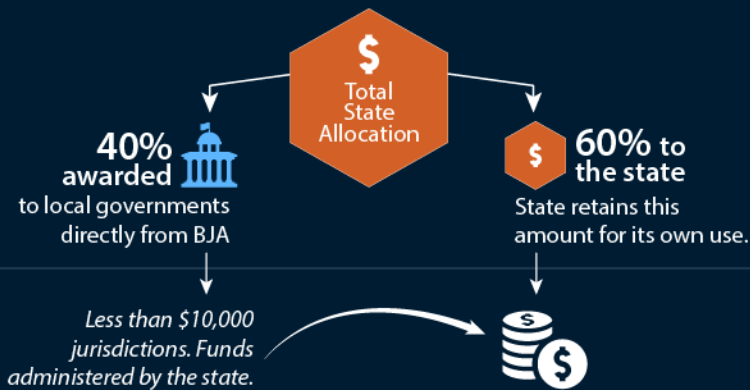 $
Total
State
Allocation
40%
awarded
to local governments
directly from BJA
$
60% to
the state
State retains this
amount for its own use.
Less than $10,000
jurisdictions. Funds
administered by the state.
$
$